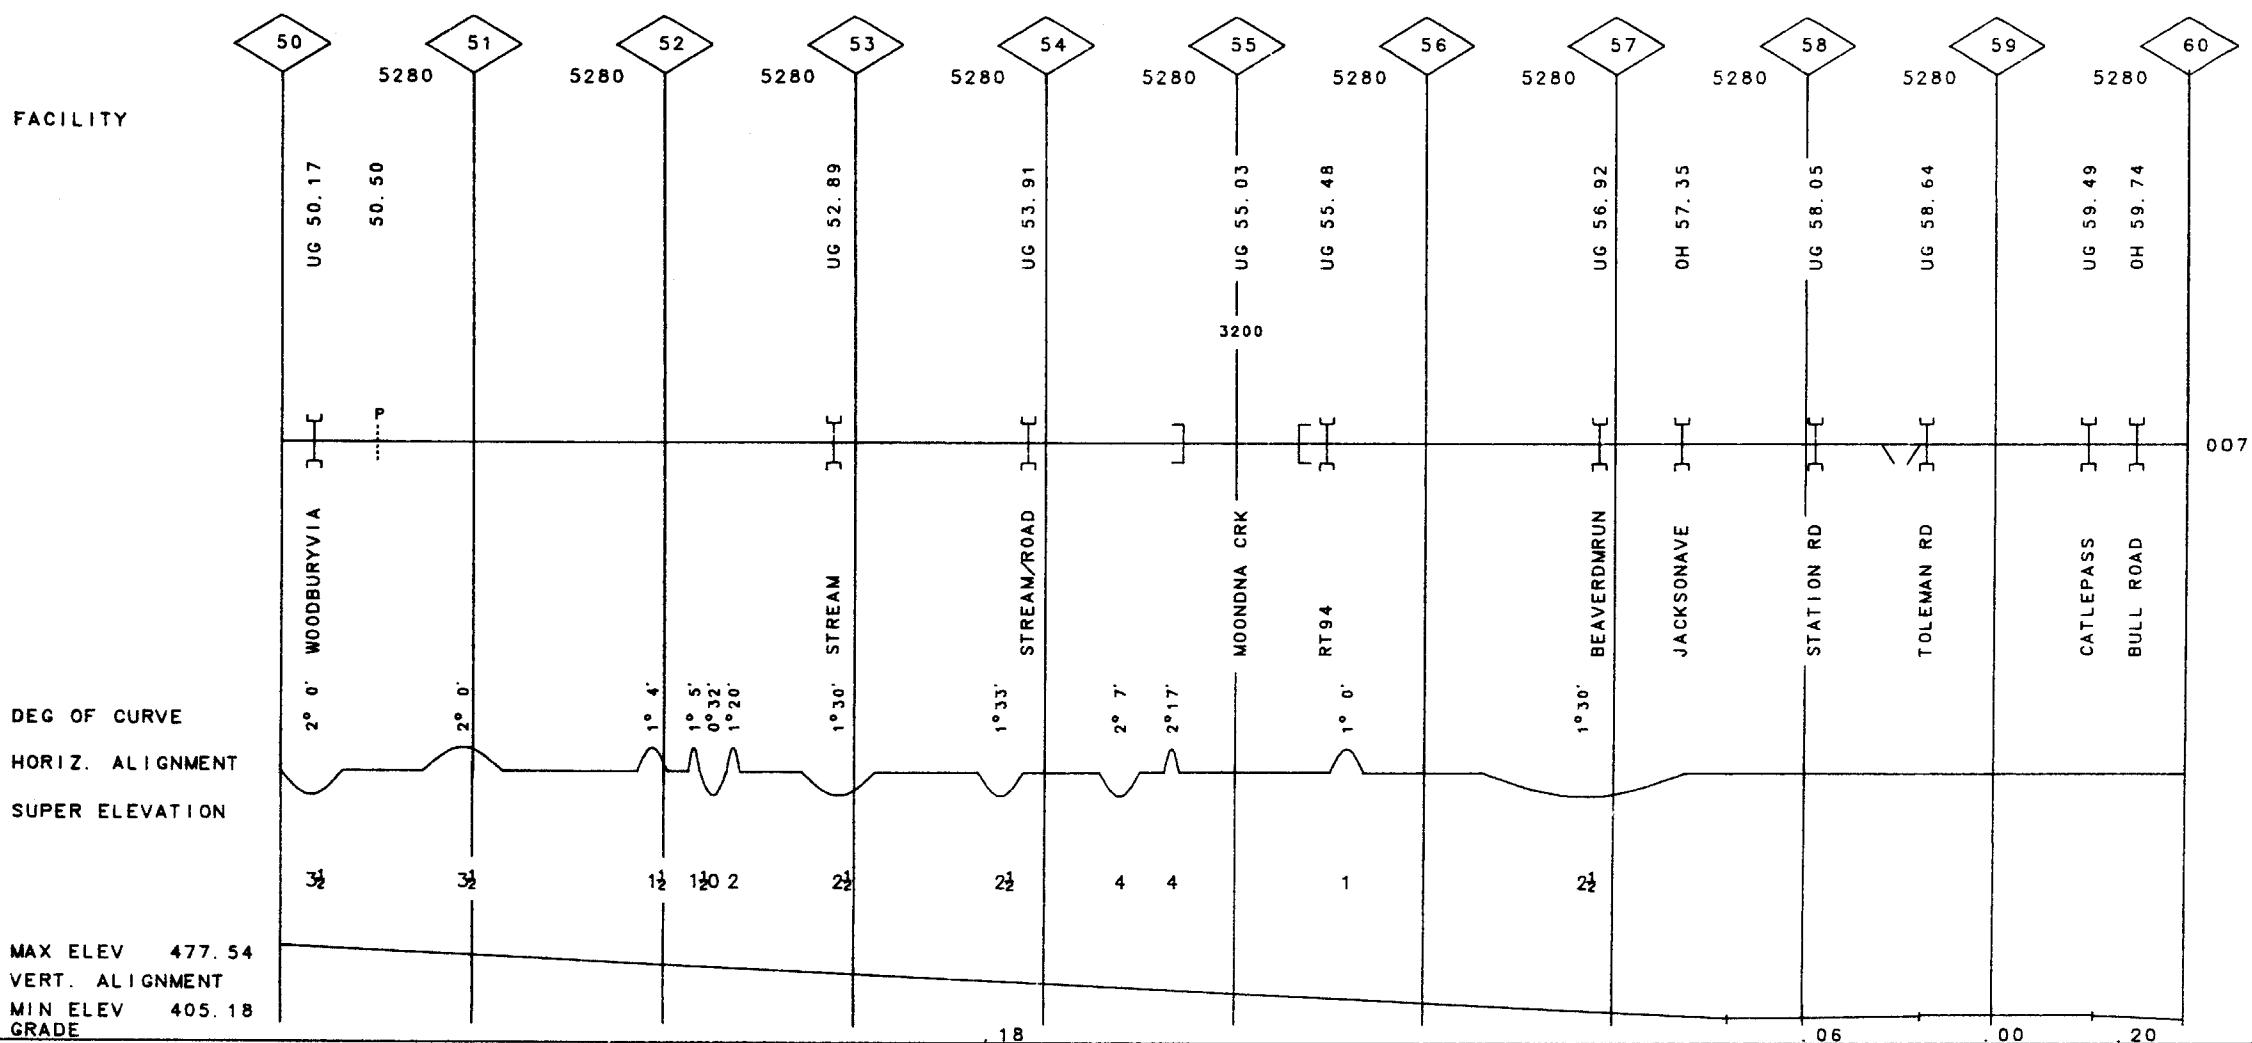 50 51 52 53 54 55 56 57 58 59 60
5280 5280 5280 5280 5280 5280 5280 5280 5280 5280
FACILITY
UG 50.17
50.50
UG 52.89
UG 53.91
UG 55.03
UG 55.48
UG 56.92
OH 57.35
UG 58.05
UG 58.64
UG 59.49
OH 59.74
3200
P
007
WOODBURYVIA
STREAM
STREAM/ROAD
MOONDNA CRK
RT94
BEAVERDMRUN
JACKSONAVE
STATION RD
TOLEMAN RD
CATLEPASS
BULL ROAD
DEG OF CURVE
2° 0'
2° 0'
1° 4'
1° 5'
0°32'
1°20'
1°30'
1°33'
2° 7'
2°17'
1° 0'
1°30'
HORIZ. ALIGNMENT
SUPER ELEVATION
3½ 3½ 1½ 1½ 0 2 2½ 2½ 4 4 1 2½
MAX ELEV 477.54
VERT. ALIGNMENT
MIN ELEV 405.18
GRADE .18 .06 .00 .20